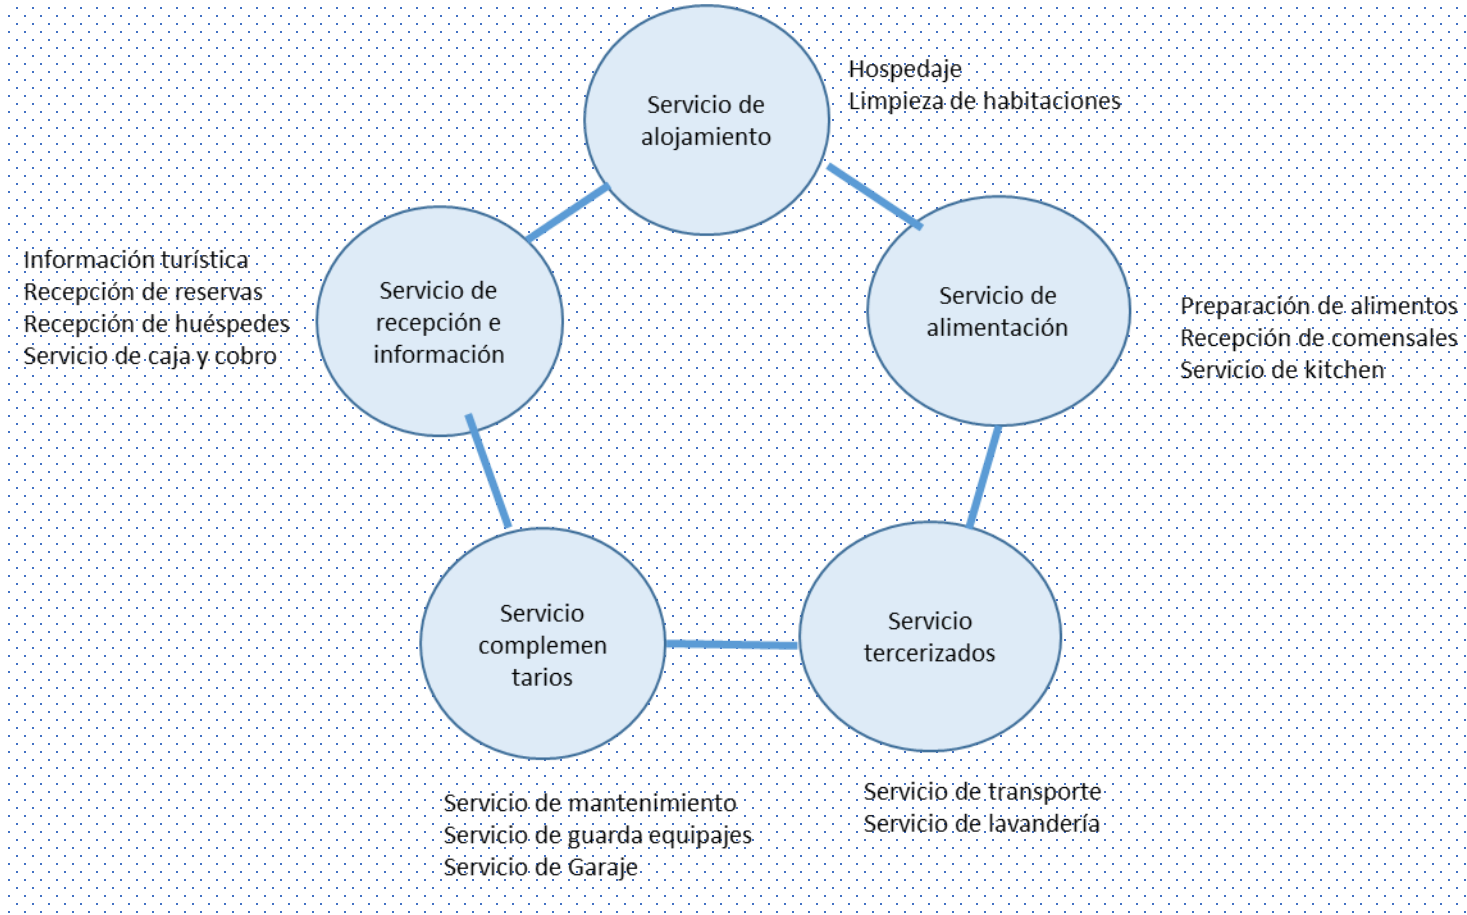 Servicio de
alojamiento
Hospedaje
Limpieza de habitaciones
Servicio de
recepción e
información
Información turística
Recepción de reservas
Recepción de huéspedes
Servicio de caja y cobro
Servicio de
alimentación
Preparación de alimentos
Recepción de comensales
Servicio de kitchen
Servicio
complemen
tarios
Servicio de mantenimiento
Servicio de guarda equipajes
Servicio de Garaje
Servicio
tercerizados
Servicio de transporte
Servicio de lavandería